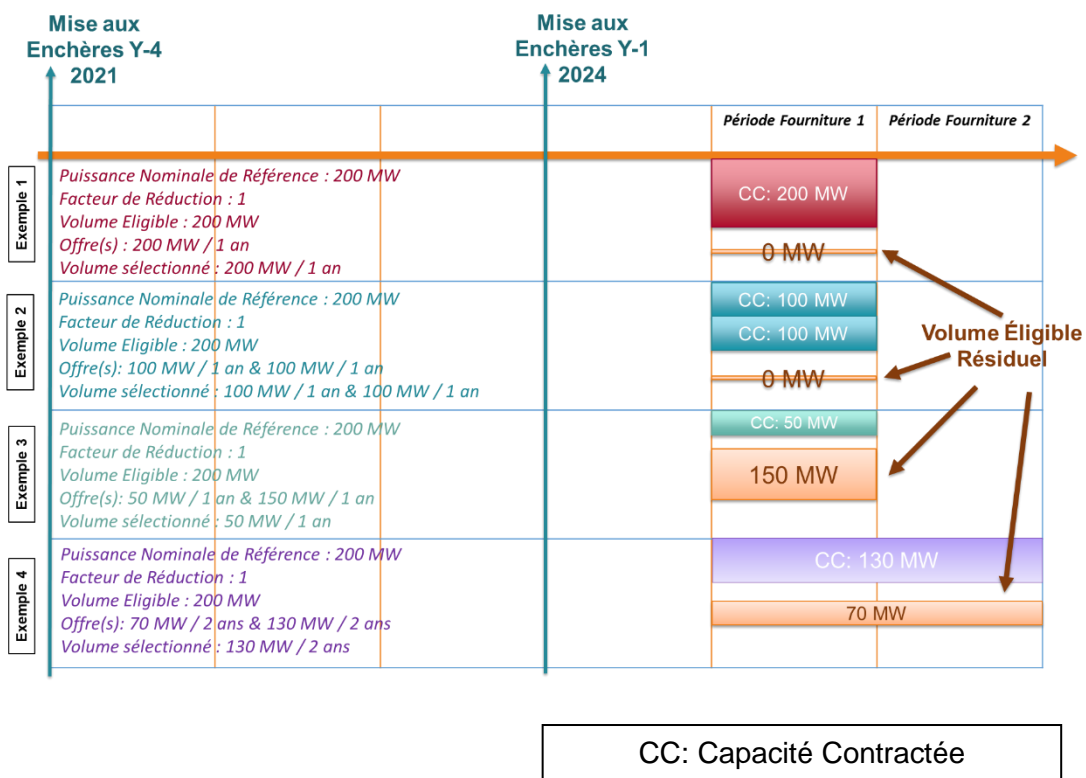 Mise aux
Enchères Y-4
2021
Mise aux
Enchères Y-1
2024
Période Fourniture 1
Période Fourniture 2
Exemple 1
Puissance Nominale de Référence : 200 MW
Facteur de Réduction : 1
Volume Eligible : 200 MW
Offre(s) : 200 MW / 1 an
Volume sélectionné : 200 MW / 1 an
CC: 200 MW
0 MW
Exemple 2
Puissance Nominale de Référence : 200 MW
Facteur de Réduction : 1
Volume Eligible : 200 MW
Offre(s): 100 MW / 1 an & 100 MW / 1 an
Volume sélectionné : 100 MW / 1 an & 100 MW / 1 an
CC: 100 MW
CC: 100 MW
0 MW
Volume Éligible
Résiduel
Exemple 3
Puissance Nominale de Référence : 200 MW
Facteur de Réduction : 1
Volume Eligible : 200 MW
Offre(s): 50 MW / 1 an & 150 MW / 1 an
Volume sélectionné : 50 MW / 1 an
CC: 50 MW
150 MW
Exemple 4
Puissance Nominale de Référence : 200 MW
Facteur de Réduction : 1
Volume Eligible : 200 MW
Offre(s): 70 MW / 2 ans & 130 MW / 2 ans
Volume sélectionné : 130 MW / 2 ans
CC: 130 MW
70 MW
CC: Capacité Contractée